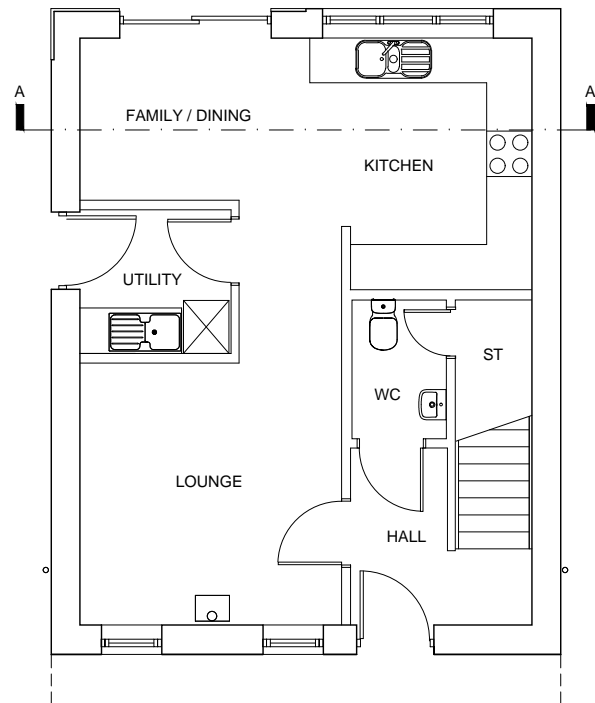 A
A
FAMILY / DINING
KITCHEN
UTILITY
ST
WC
LOUNGE
HALL